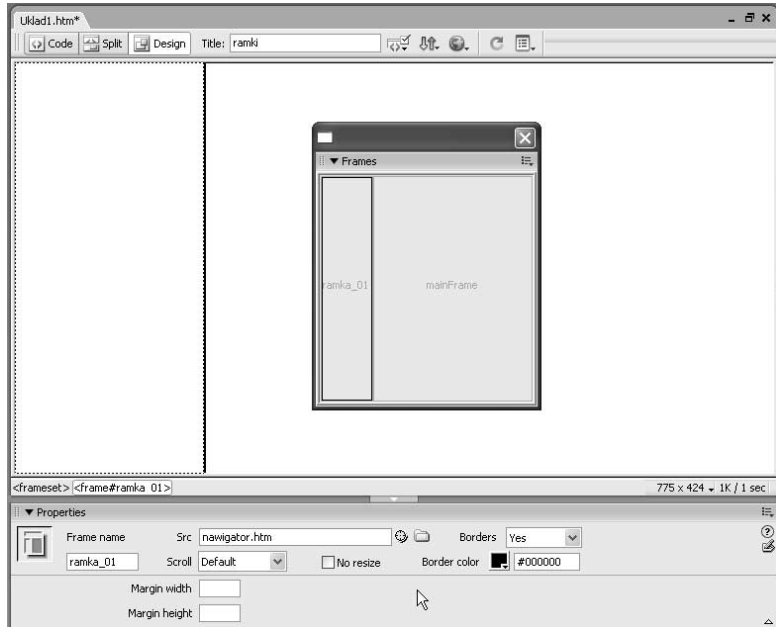 Uklad1.htm*
Code Split Design Title: ramki
Frames
ramka_01 mainFrame
<frameset> <frame#ramka_01> 775 x 424 1K / 1 sec
Properties
Frame name Src nawigator.htm Borders Yes
ramka_01 Scroll Default No resize Border color #000000
Margin width
Margin height